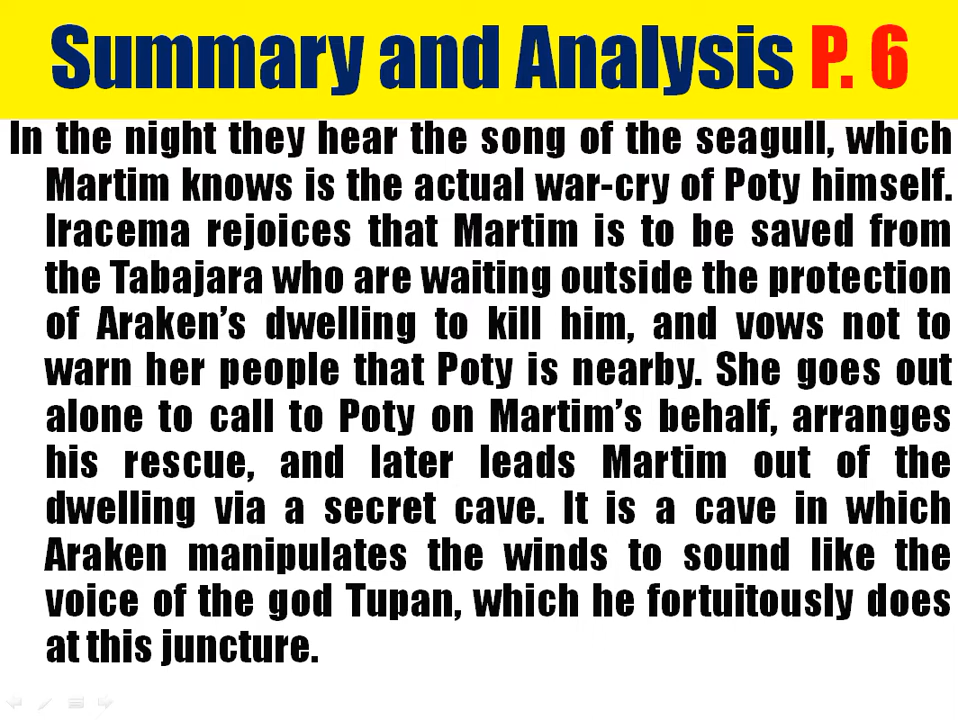 Summary and Analysis P. 6
In the night they hear the song of the seagull, which
Martim knows is the actual war-cry of Poty himself.
Iracema rejoices that Martim is to be saved from
the Tabajara who are waiting outside the protection
of Araken’s dwelling to kill him, and vows not to
warn her people that Poty is nearby. She goes out
alone to call to Poty on Martim’s behalf, arranges
his rescue, and later leads Martim out of the
dwelling via a secret cave. It is a cave in which
Araken manipulates the winds to sound like the
voice of the god Tupan, which he fortuitously does
at this juncture.